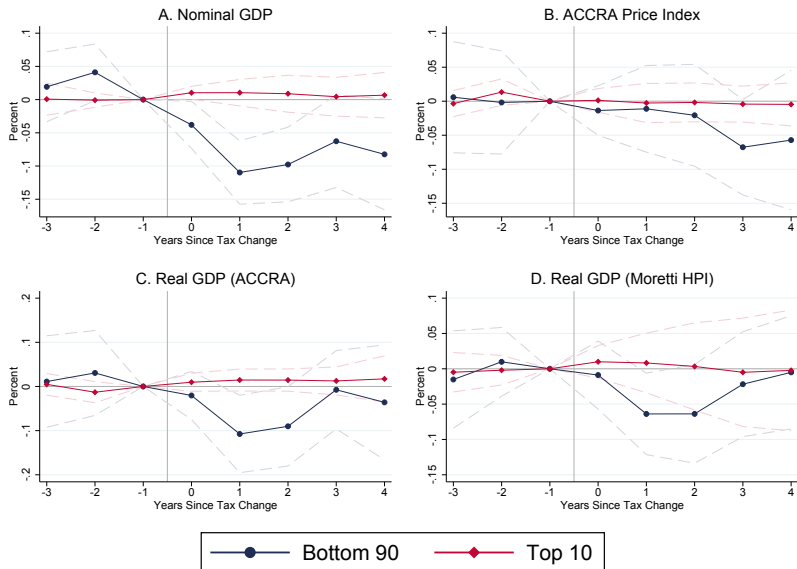 A. Nominal GDP
Percent
.1
.05
0
-.05
-.1
-.15
-3 -2 -1 0 1 2 3 4
Years Since Tax Change
B. ACCRA Price Index
Percent
.1
.05
0
-.05
-.1
-.15
-3 -2 -1 0 1 2 3 4
Years Since Tax Change
C. Real GDP (ACCRA)
Percent
.2
.1
0
-.1
-.2
-3 -2 -1 0 1 2 3 4
Years Since Tax Change
D. Real GDP (Moretti HPI)
Percent
.1
.05
0
-.05
-.1
-.15
-3 -2 -1 0 1 2 3 4
Years Since Tax Change
Bottom 90 Top 10